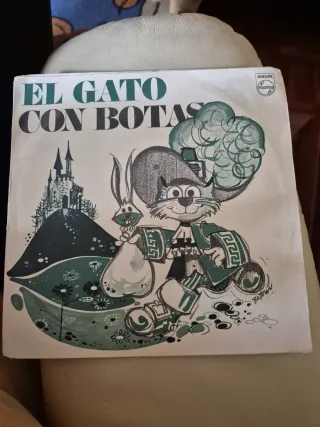 EL GATO
CON BOTAS
PHILIPS